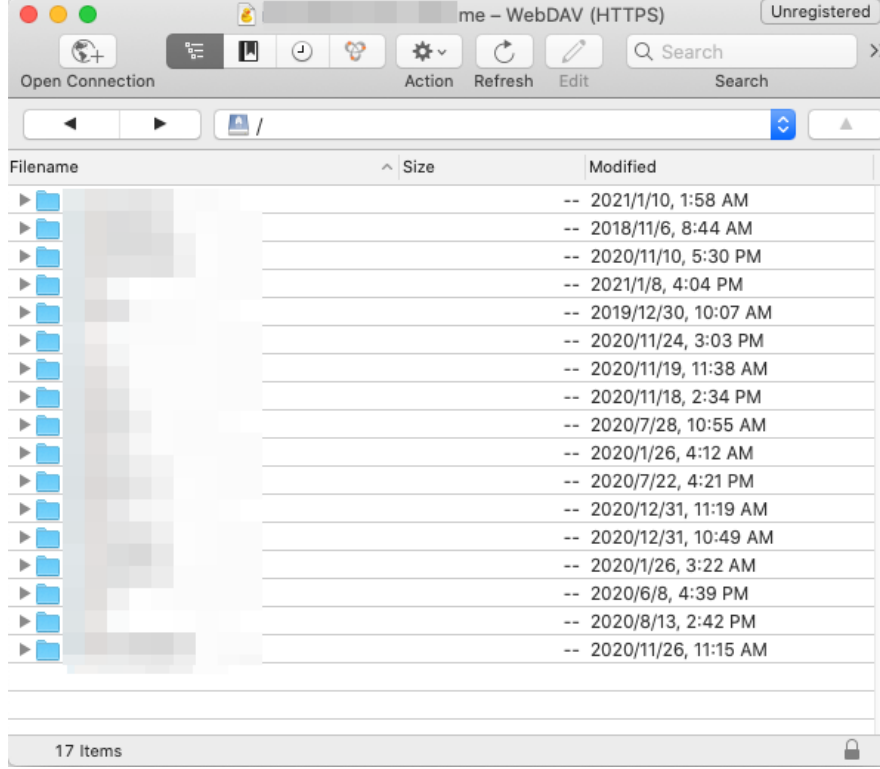 me – WebDAV (HTTPS) Unregistered
Open Connection Action Refresh Edit Search Search
/
Filename Size Modified
-- 2021/1/10, 1:58 AM
-- 2018/11/6, 8:44 AM
-- 2020/11/10, 5:30 PM
-- 2021/1/8, 4:04 PM
-- 2019/12/30, 10:07 AM
-- 2020/11/24, 3:03 PM
-- 2020/11/19, 11:38 AM
-- 2020/11/18, 2:34 PM
-- 2020/7/28, 10:55 AM
-- 2020/1/26, 4:12 AM
-- 2020/7/22, 4:21 PM
-- 2020/12/31, 11:19 AM
-- 2020/12/31, 10:49 AM
-- 2020/1/26, 3:22 AM
-- 2020/6/8, 4:39 PM
-- 2020/8/13, 2:42 PM
-- 2020/11/26, 11:15 AM
17 Items